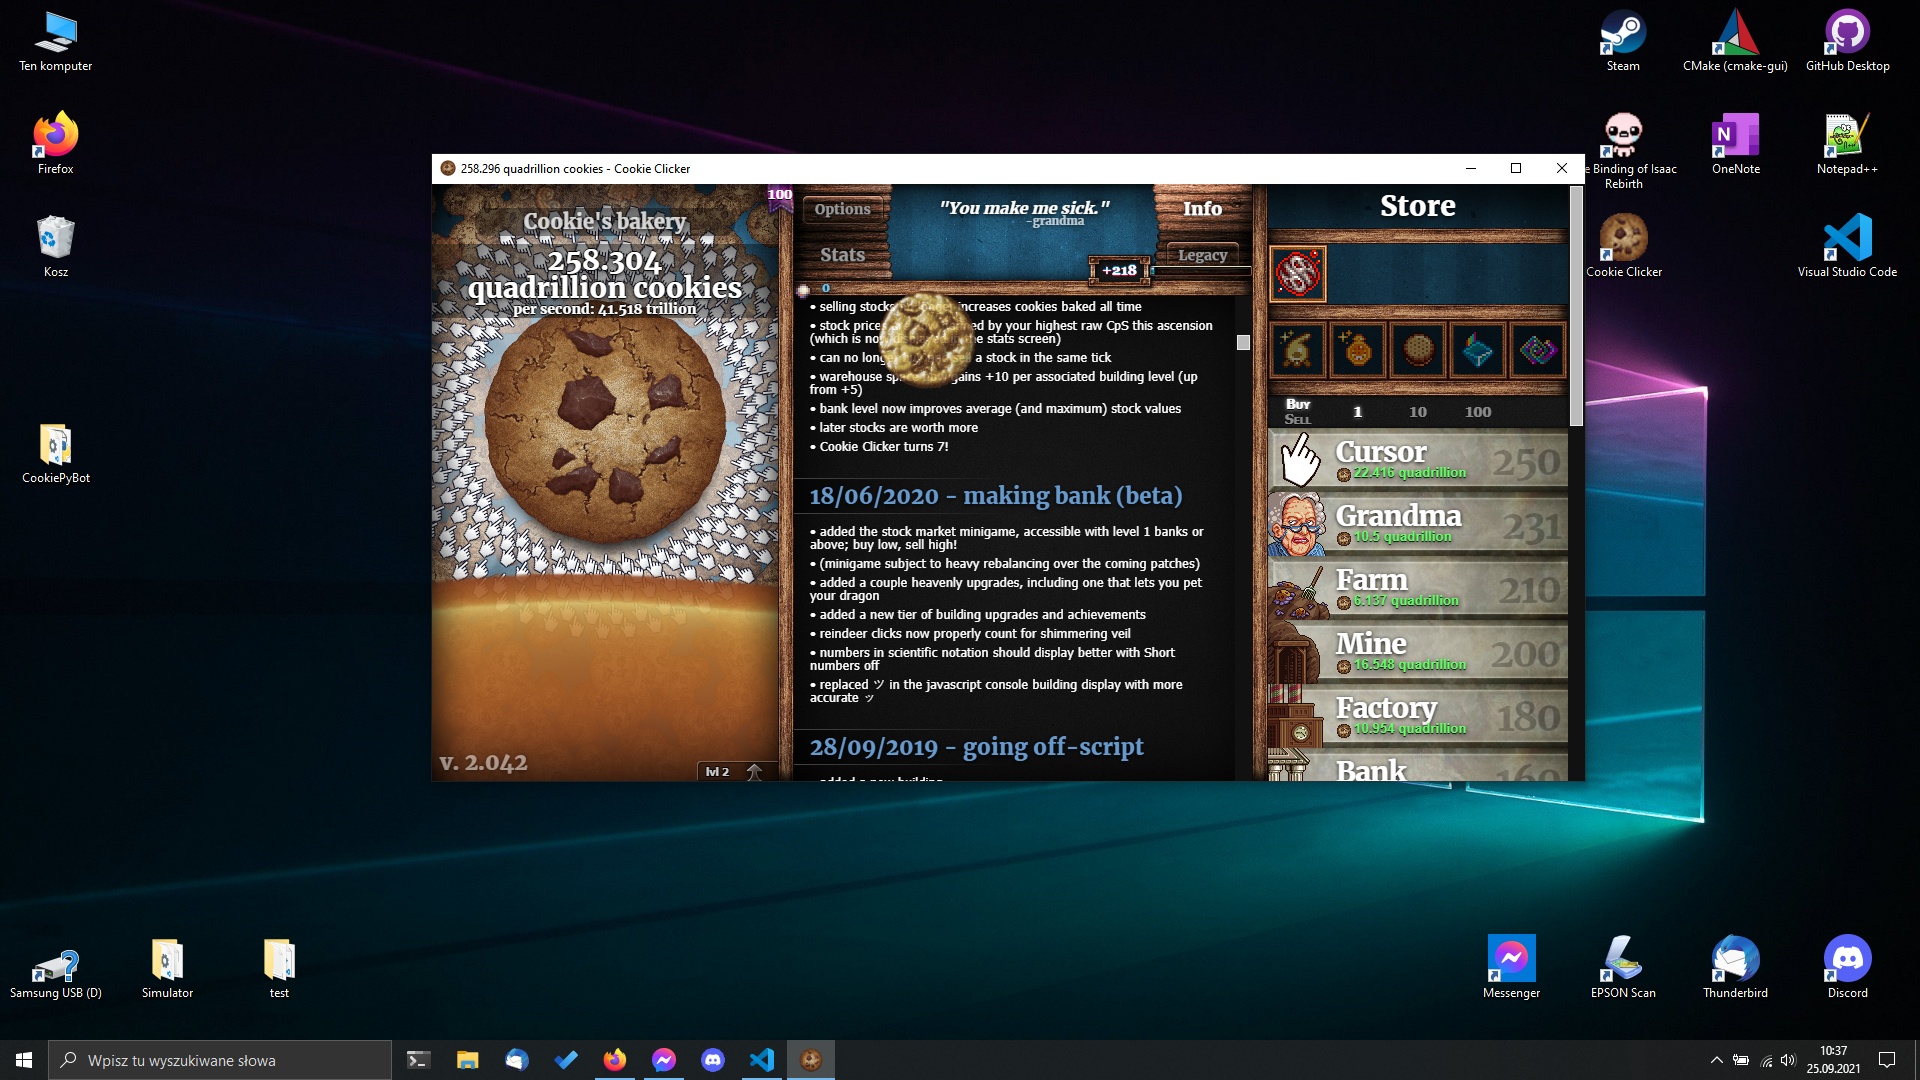 Ten komputer
Firefox
Kosz
CookiePyBot
Samsung USB (D)
Simulator
test
Steam
CMake (cmake-gui)
GitHub Desktop
e Binding of Isaac
Rebirth
OneNote
Notepad++
Cookie Clicker
Visual Studio Code
Messenger
EPSON Scan
Thunderbird
Discord
258.296 quadrillion cookies - Cookie Clicker
100
Cookie's bakery
258.304
quadrillion cookies
per second: 41.518 trillion
v. 2.042
lvl 2
Options
Stats
"You make me sick."
-grandma
Info
Legacy
+218
0
• selling stocks increases cookies baked all time
• stock prices by your highest raw CpS this ascension
(which is the stats screen)
• can no a stock in the same tick
• warehouse gains +10 per associated building level (up
from +5)
• bank level now improves average (and maximum) stock values
• later stocks are worth more
• Cookie Clicker turns 7!
18/06/2020 - making bank (beta)
• added the stock market minigame, accessible with level 1 banks or
above; buy low, sell high!
• (minigame subject to heavy rebalancing over the coming patches)
• added a couple heavenly upgrades, including one that lets you pet
your dragon
• added a new tier of building upgrades and achievements
• reindeer clicks now properly count for shimmering veil
• numbers in scientific notation should display better with Short
numbers off
• replaced ツ in the javascript console building display with more
accurate ッ
28/09/2019 - going off-script
• added a new building
Store
Buy
Sell
1 10 100
Cursor
22.416 quadrillion
250
Grandma
10.5 quadrillion
231
Farm
6.137 quadrillion
210
Mine
16.548 quadrillion
200
Factory
10.954 quadrillion
180
Bank
160
Wpisz tu wyszukiwane słowa
10:37
25.09.2021